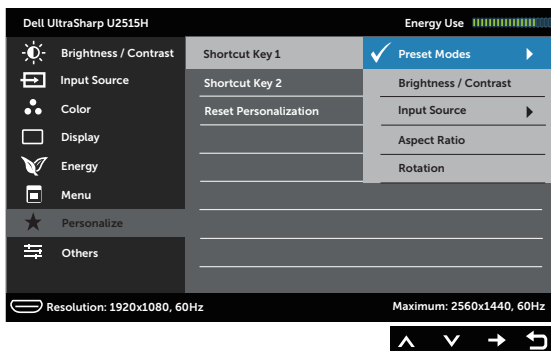 Dell UltraSharp U2515H
Energy Use
Brightness / Contrast
Input Source
Color
Display
Energy
Menu
Personalize
Others
Shortcut Key 1
Shortcut Key 2
Reset Personalization
Preset Modes
Brightness / Contrast
Input Source
Aspect Ratio
Rotation
Resolution: 1920x1080, 60Hz
Maximum: 2560x1440, 60Hz